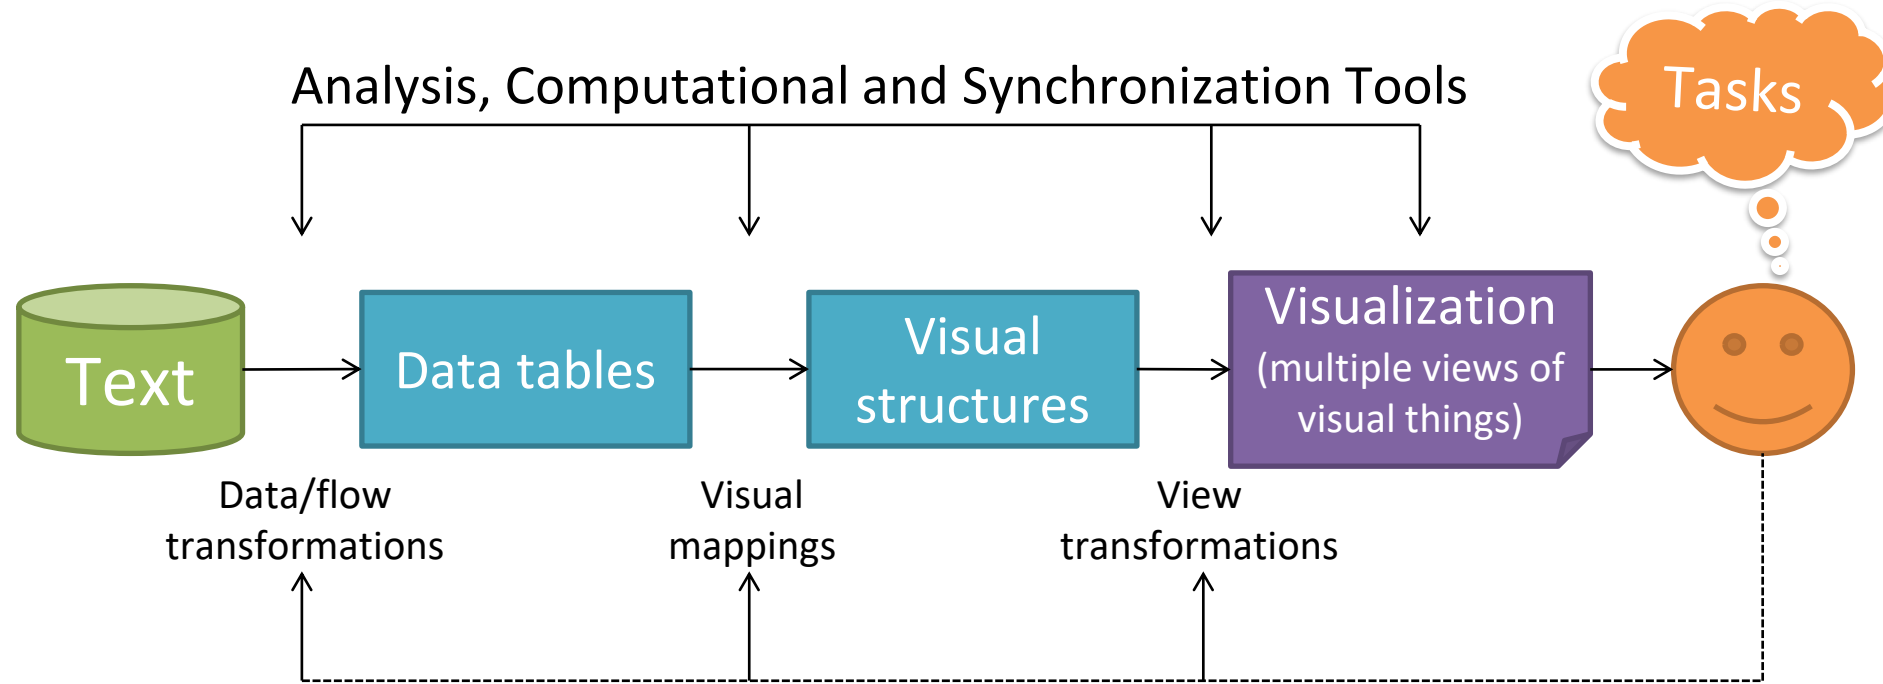 Analysis, Computational and Synchronization Tools
Tasks
Text
Data tables
Visual
structures
Visualization
(multiple views of
visual things)
Data/flow
transformations
Visual
mappings
View
transformations